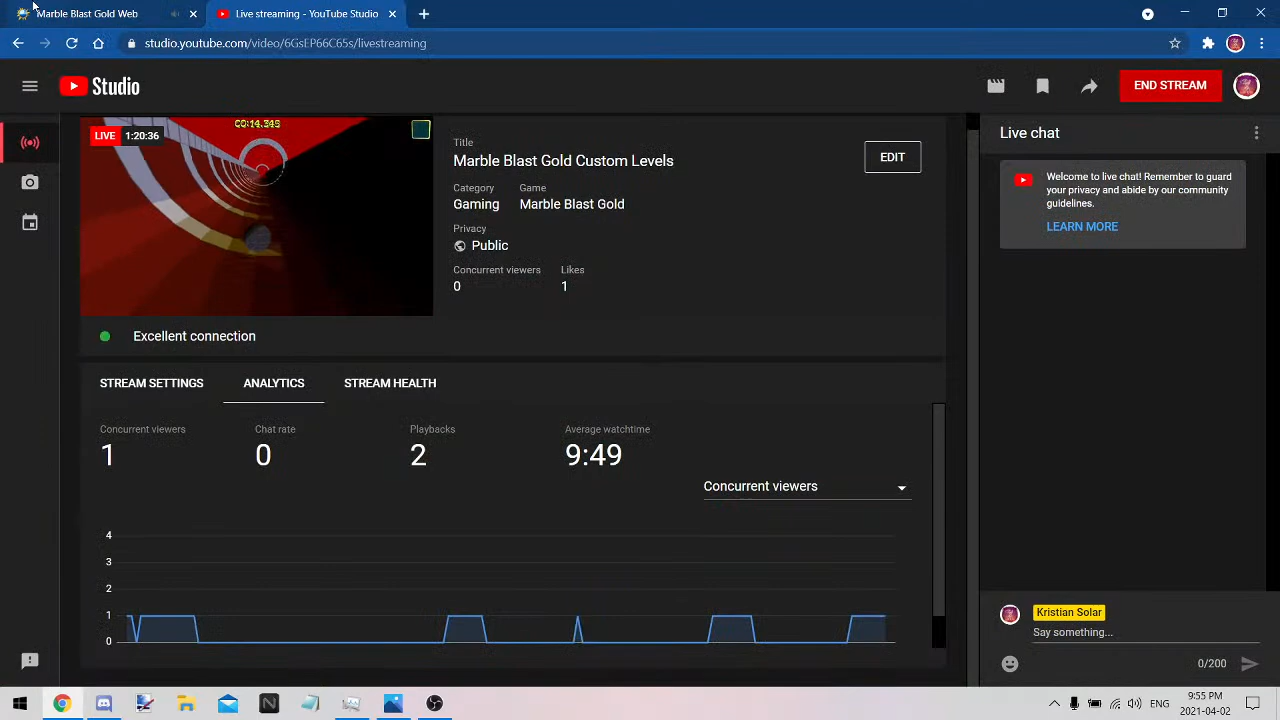 Marble Blast Gold Web
Live streaming - YouTube Studio
studio.youtube.com/video/6GsEP66C65s/livestreaming
Studio
END STREAM
LIVE 1:20:36
00:14.349
Title
Marble Blast Gold Custom Levels
EDIT
Category
Gaming
Game
Marble Blast Gold
Privacy
Public
Concurrent viewers
0
Likes
1
Excellent connection
STREAM SETTINGS
ANALYTICS
STREAM HEALTH
Concurrent viewers
1
Chat rate
0
Playbacks
2
Average watchtime
9:49
Concurrent viewers
4
3
2
1
0
Live chat
Welcome to live chat! Remember to guard
your privacy and abide by our community
guidelines.
LEARN MORE
Kristian Solar
Say something...
0/200
ENG
9:55 PM
2021-04-02